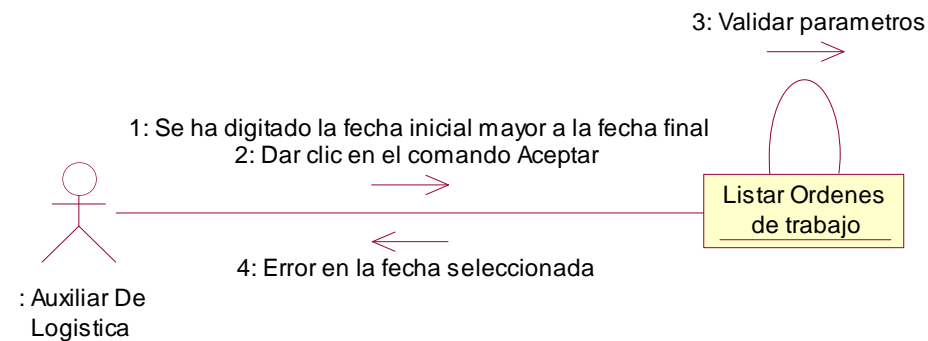 3: Validar parametros
1: Se ha digitado la fecha inicial mayor a la fecha final
2: Dar clic en el comando Aceptar
Listar Ordenes
de trabajo
4: Error en la fecha seleccionada
: Auxiliar De
Logistica